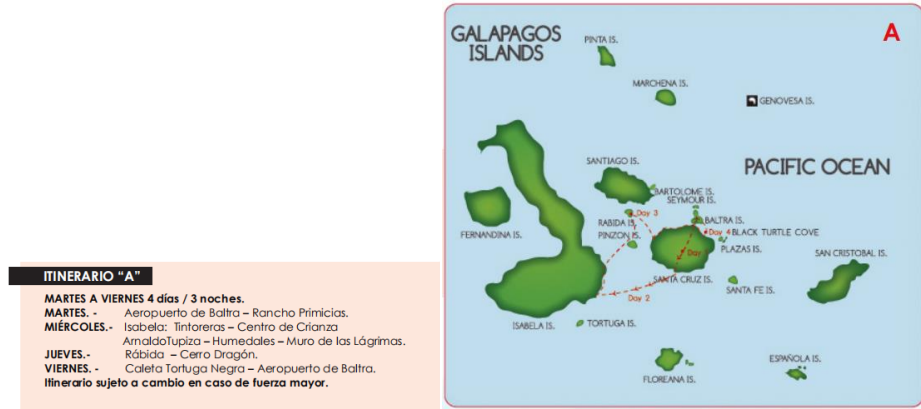 ITINERARIO “A”
MARTES A VIERNES 4 días / 3 noches.
MARTES. - Aeropuerto de Baltra – Rancho Primicias.
MIÉRCOLES.- Isabela: Tintoreras – Centro de Crianza
ArnaldoTupiza – Humedales – Muro de las Lágrimas.
JUEVES.- Rábida – Cerro Dragón.
VIERNES. - Caleta Tortuga Negra – Aeropuerto de Baltra.
Itinerario sujeto a cambio en caso de fuerza mayor.
GALAPAGOS
ISLANDS
A
PINTA IS.
MARCHENA IS.
GENOVESA IS.
PACIFIC OCEAN
SANTIAGO IS.
BARTOLOME IS.
SEYMOUR IS.
FERNANDINA IS.
RABIDA IS.
Day 3
BALTRA IS.
PINZON IS.
Day 4
BLACK TURTLE COVE
Day
PLAZAS IS.
SAN CRISTOBAL IS.
SANTA CRUZ IS.
SANTA FE IS.
Day 2
ISABELA IS.
TORTUGA IS.
FLOREANA IS.
ESPAÑOLA IS.